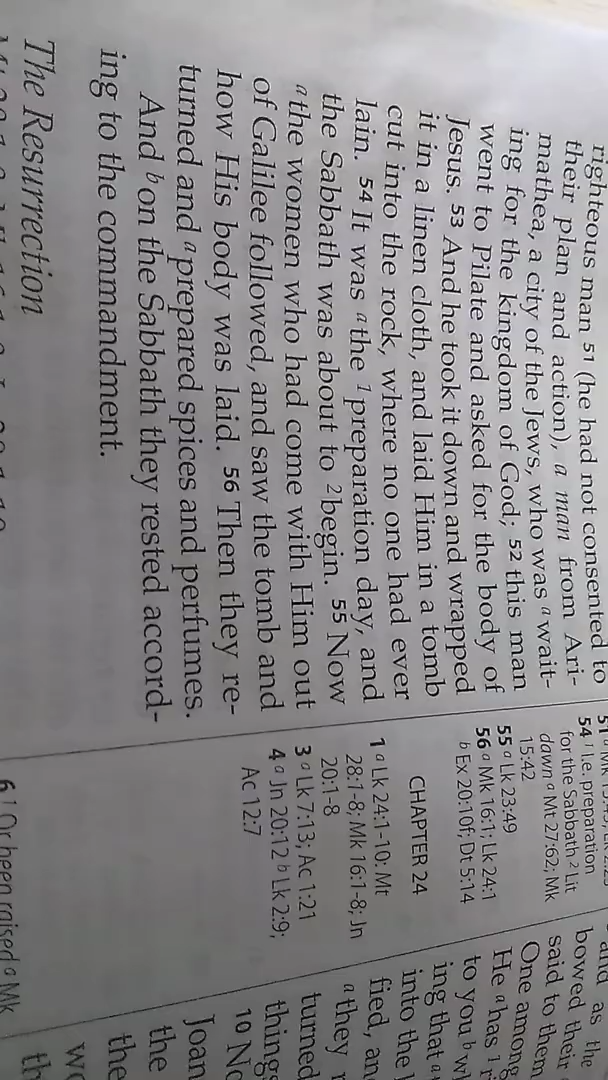 righteous man 51 (he had not consented to
their plan and action), a man from Ari-
mathea, a city of the Jews, who was a wait-
ing for the kingdom of God; 52 this man
went to Pilate and asked for the body of
Jesus. 53 And he took it down and wrapped
it in a linen cloth, and laid Him in a tomb
cut into the rock, where no one had ever
lain. 54 It was a the 1 preparation day, and
the Sabbath was about to 2 begin. 55 Now
a the women who had come with Him out
of Galilee followed, and saw the tomb and
how His body was laid. 56 Then they re-
turned and a prepared spices and perfumes.
And b on the Sabbath they rested accord-
ing to the commandment.
The Resurrection
54 1 I.e. preparation
for the Sabbath 2 Lit
dawn a Mt 27:62; Mk
15:42
55 a Lk 23:49
56 a Mk 16:1; Lk 24:1
b Ex 20:10f; Dt 5:14
CHAPTER 24
1 a Lk 24:1-10; Mt
28:1-8; Mk 16:1-8; Jn
20:1-8
3 a Lk 7:13; Ac 1:21
4 a Jn 20:12 b Lk 2:9;
Ac 12:7
6 1 Or been raised a Mk
and as the
bowed their
said to them
One among
He a has 1
to you b
ing that a
into the
fied, an
a they
turned
things
10
Joan
the
the